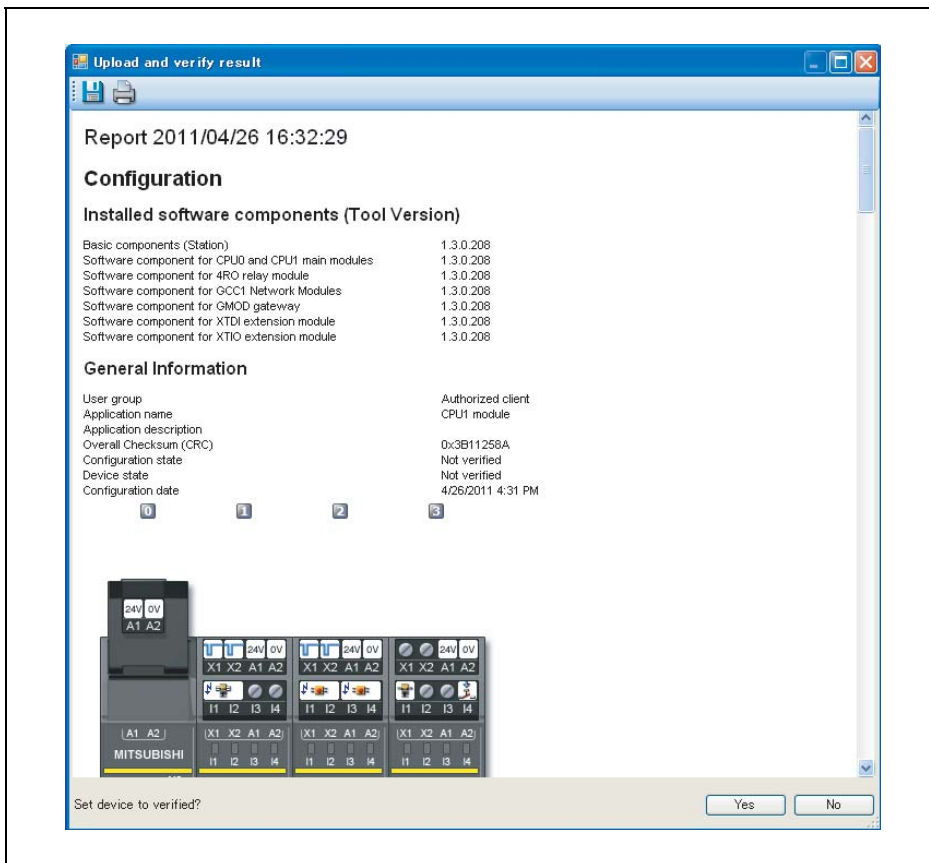 Upload and verify result
Report 2011/04/26 16:32:29
Configuration
Installed software components (Tool Version)
Basic components (Station) 1.3.0.208
Software component for CPU0 and CPU1 main modules 1.3.0.208
Software component for 4RO relay module 1.3.0.208
Software component for GCC1 Network Modules 1.3.0.208
Software component for GMOD gateway 1.3.0.208
Software component for XTDI extension module 1.3.0.208
Software component for XTIO extension module 1.3.0.208
General Information
User group Authorized client
Application name CPU1 module
Application description
Overall Checksum (CRC) 0x3B11258A
Configuration state Not verified
Device state Not verified
Configuration date 4/26/2011 4:31 PM
0 1 2 3
24V 0V
A1 A2
24V 0V 24V 0V 24V 0V
X1 X2 A1 A2 X1 X2 A1 A2 X1 X2 A1 A2
I1 I2 I3 I4 I1 I2 I3 I4 I1 I2 I3 I4
A1 A2 X1 X2 A1 A2 X1 X2 A1 A2 X1 X2 A1 A2
MITSUBISHI I1 I2 I3 I4 I1 I2 I3 I4 I1 I2 I3 I4
Set device to verified? Yes No